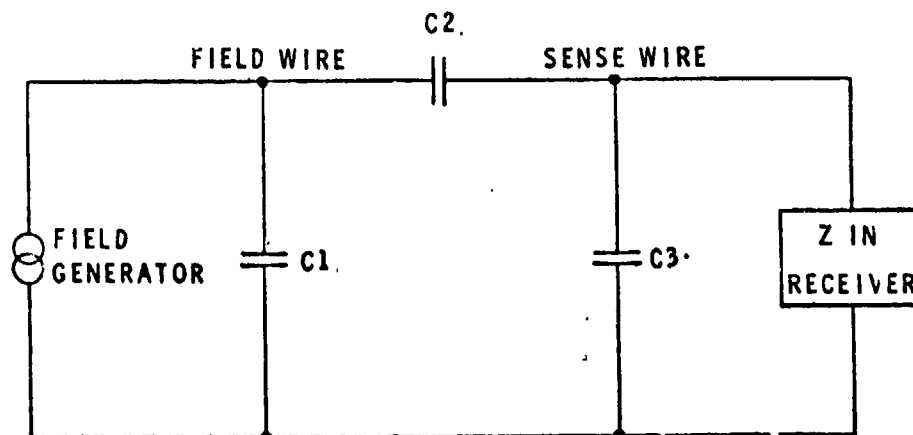 C2.
FIELD WIRE
SENSE WIRE
FIELD
GENERATOR
C1.
C3.
Z IN
RECEIVER